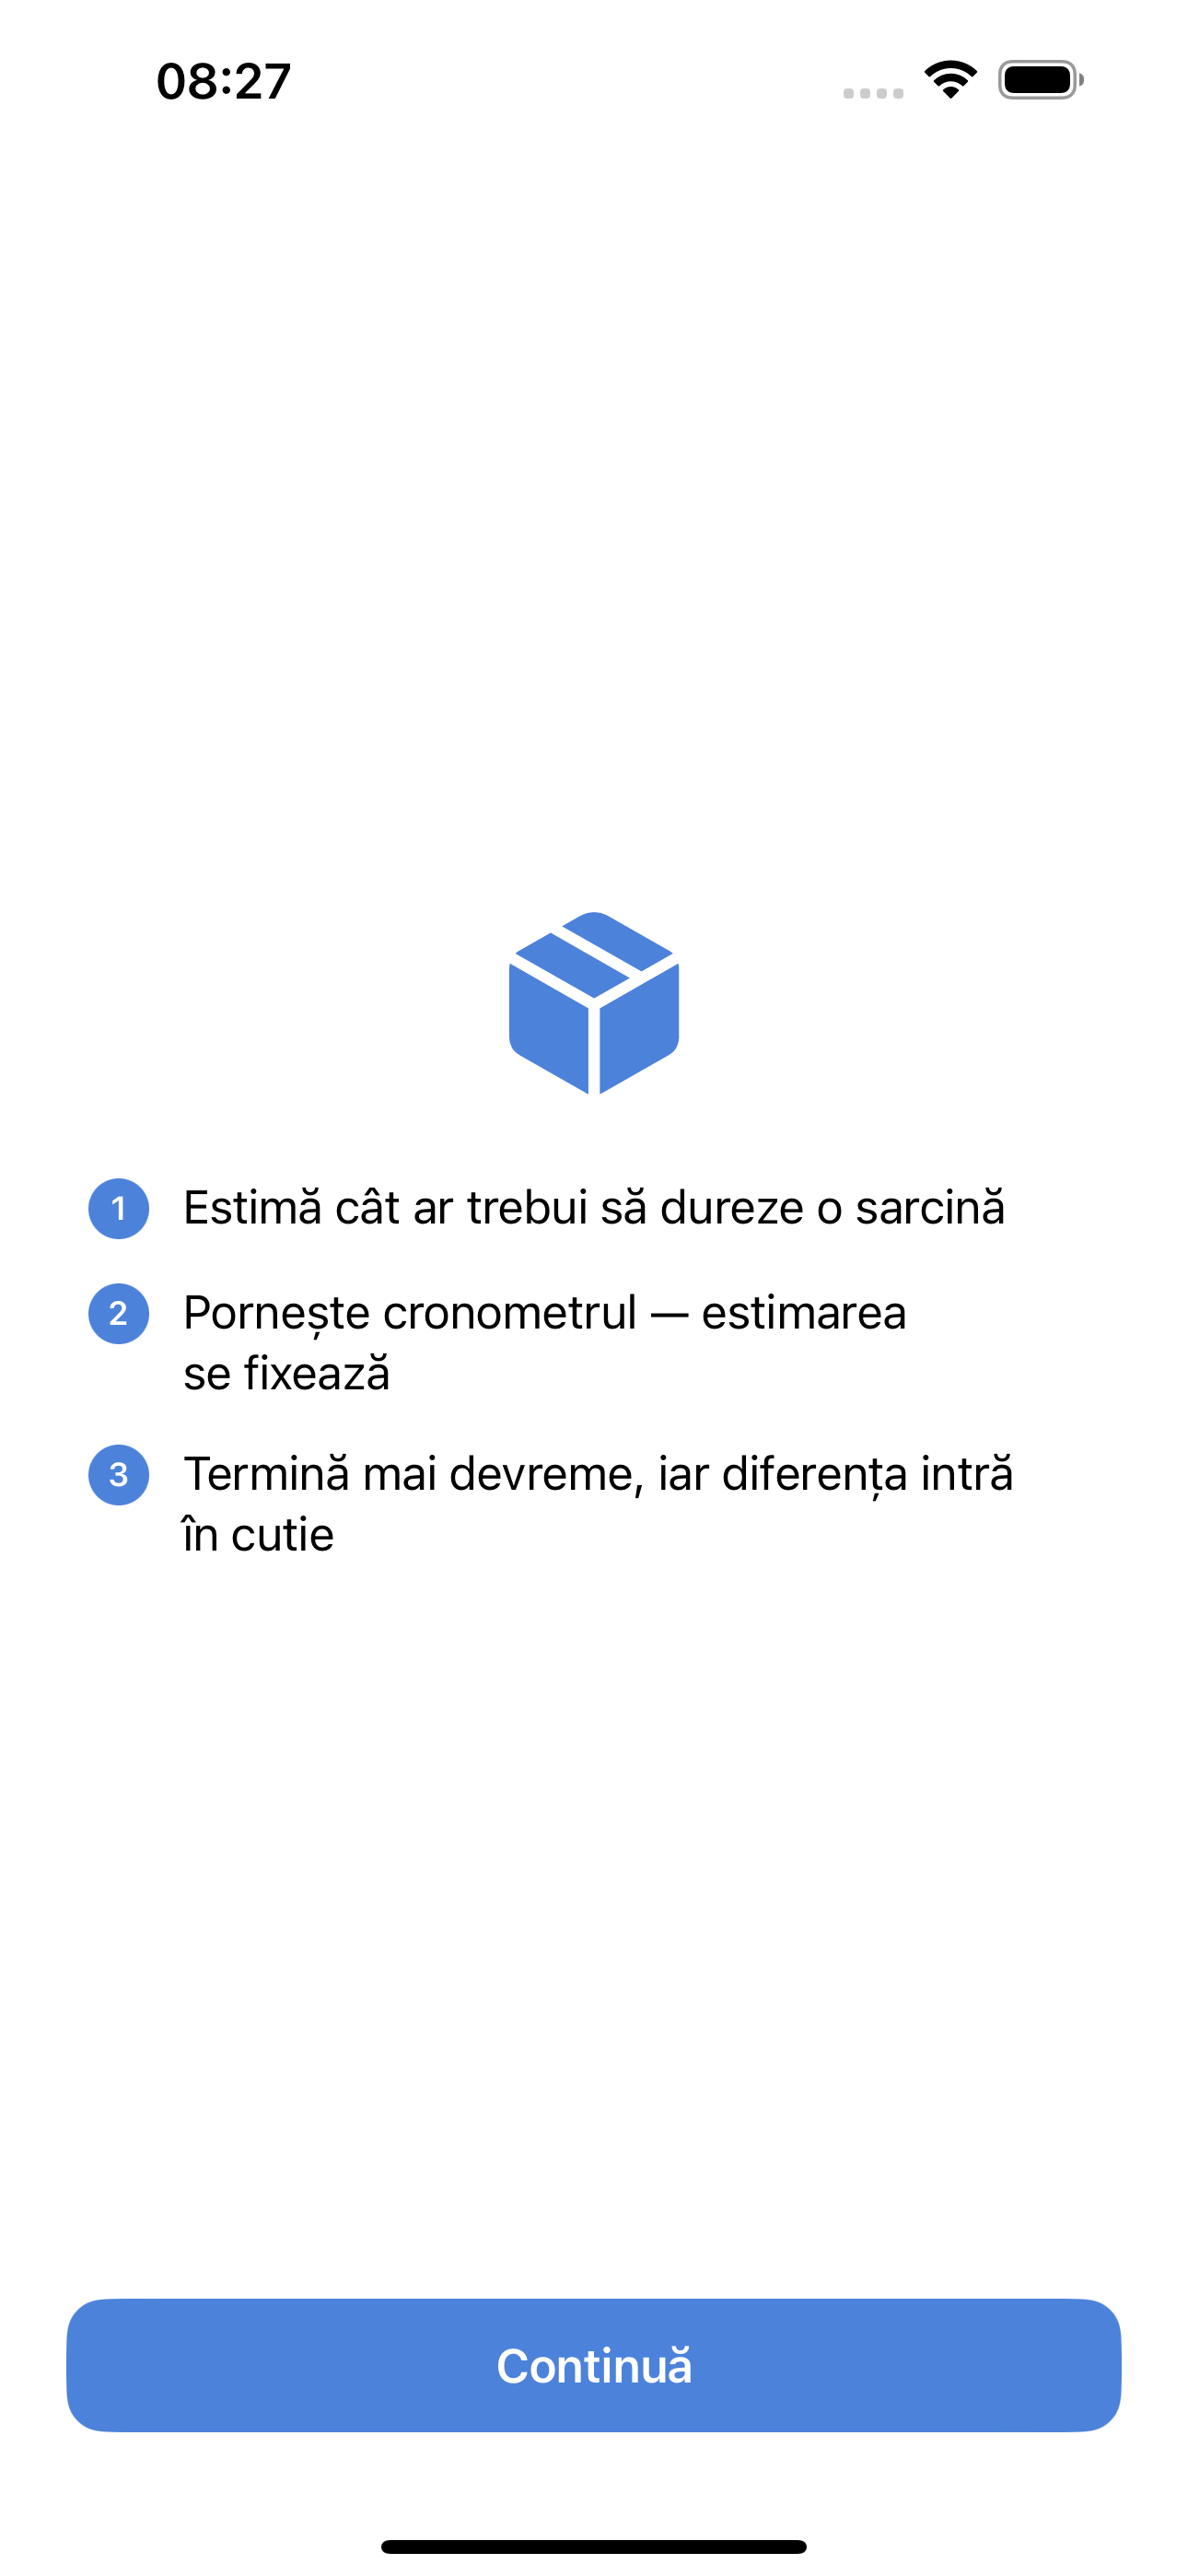 08:27
1 Estimă cât ar trebui să dureze o sarcină
2 Pornește cronometrul — estimarea
se fixează
3 Termină mai devreme, iar diferența intră
în cutie
Continuă